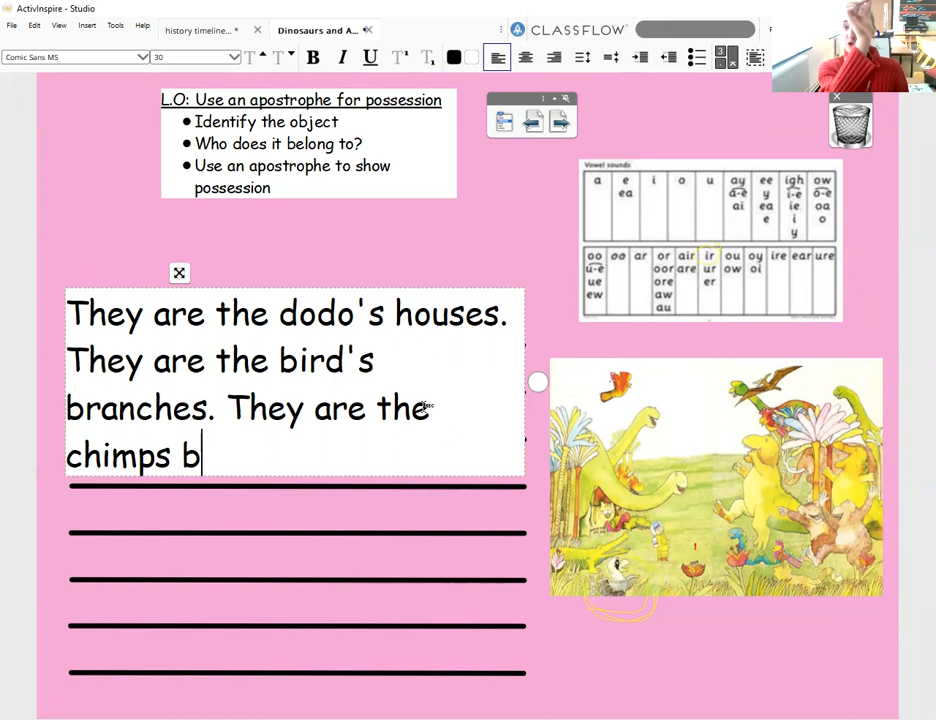 ActivInspire - Studio
File Edit View Insert Tools Help
history timeline... *
Dinosaurs and A...
CLASSFLOW
Comic Sans MS
30
L.O: Use an apostrophe for possession
Identify the object
Who does it belong to?
Use an apostrophe to show
possession
Vowel sounds
a e i o u ay ee igh ow
ea a-e y i-e o-e
ai ea ie oa
e i o
y
oo oo ar or air ir ou oy ire ear ure
u-e oor are ur ow oi
ue ore er
ew aw
au
They are the dodo's houses.
They are the bird's
branches. They are the
chimps b